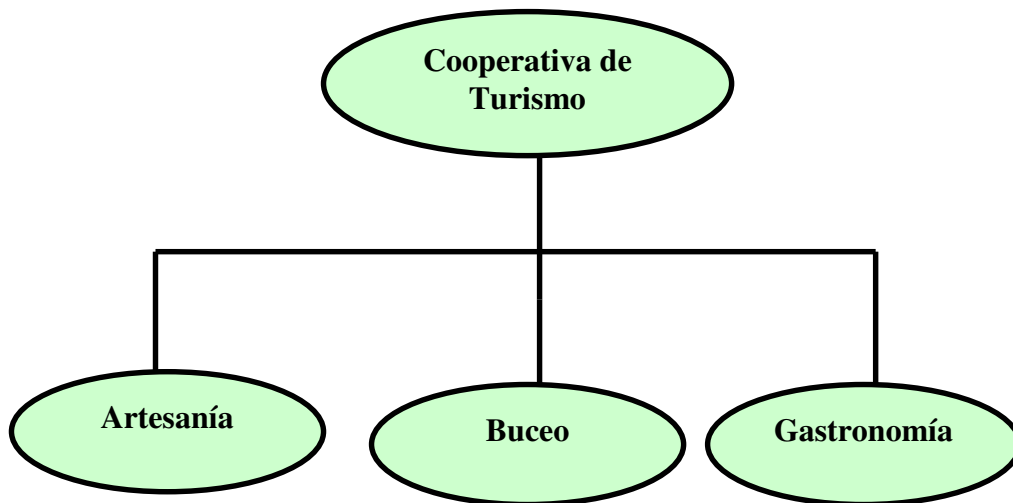 Cooperativa de
Turismo
Artesanía
Buceo
Gastronomía